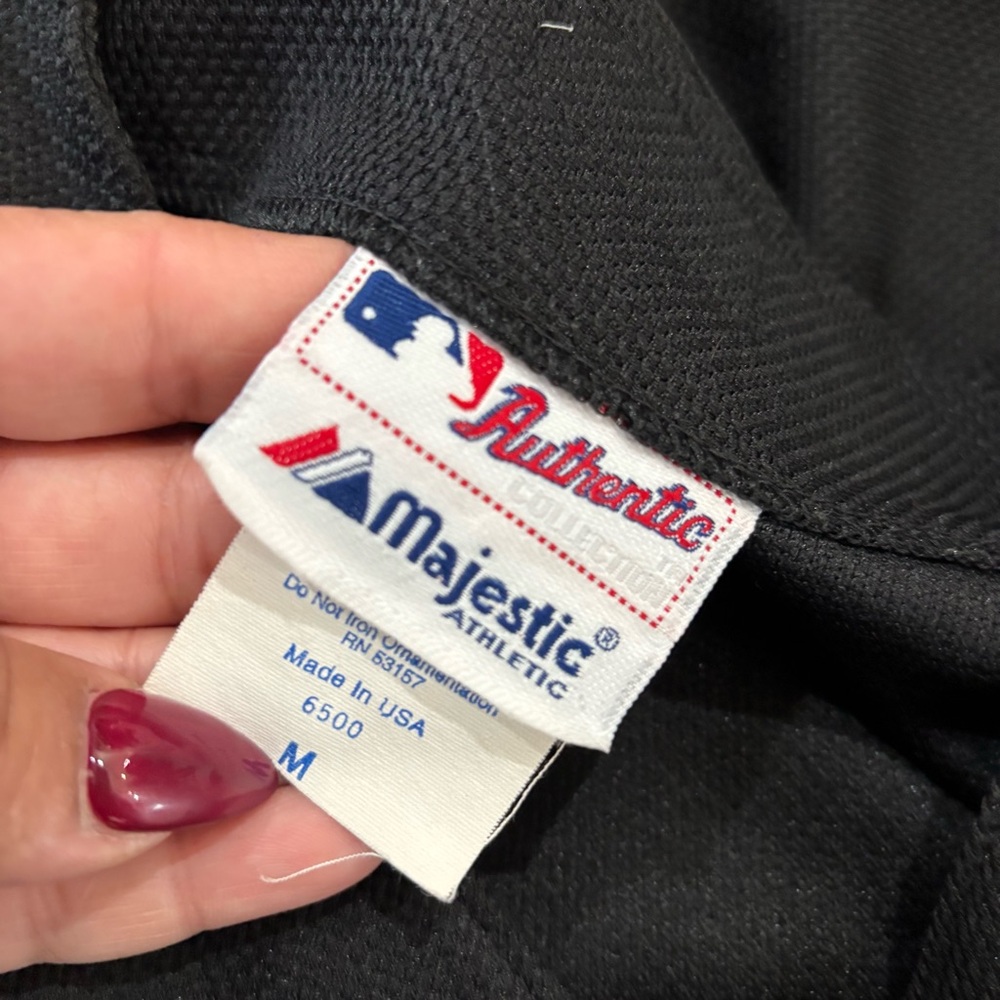 Authentic
COLLECTION
Majestic®
ATHLETIC
Do Not Iron Ornamentation
RN 53157
Made In USA
6500
M